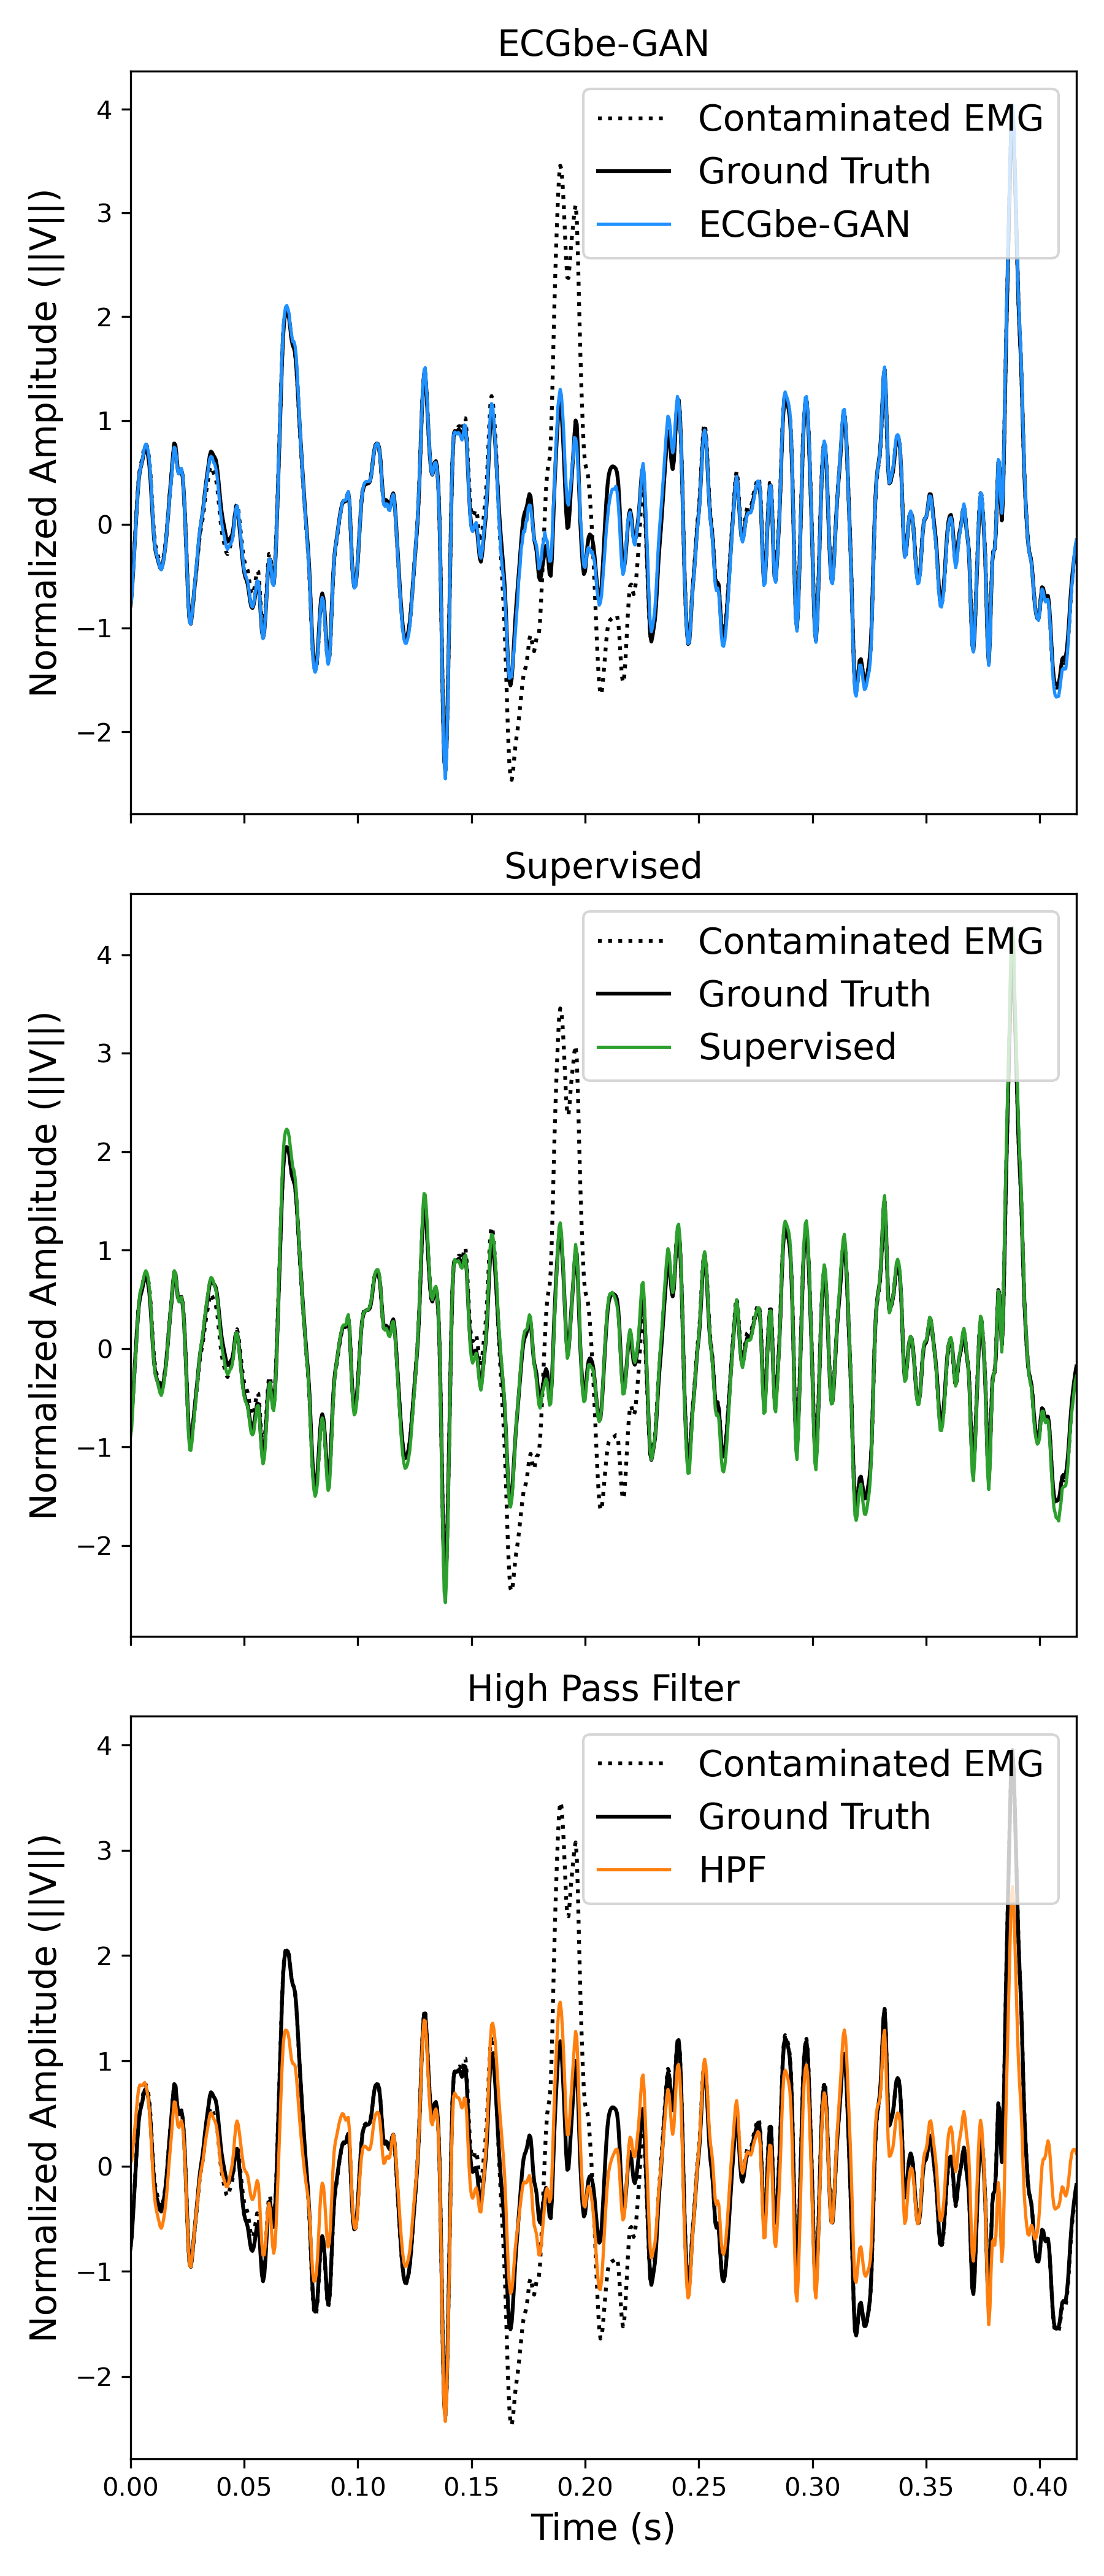 ECGbe-GAN
4
3
2
1
0
−1
−2
Normalized Amplitude (||V||)
Contaminated EMG
Ground Truth
ECGbe-GAN
Supervised
4
3
2
1
0
−1
−2
Normalized Amplitude (||V||)
Contaminated EMG
Ground Truth
Supervised
High Pass Filter
4
3
2
1
0
−1
−2
Normalized Amplitude (||V||)
Contaminated EMG
Ground Truth
HPF
0.00 0.05 0.10 0.15 0.20 0.25 0.30 0.35 0.40
Time (s)